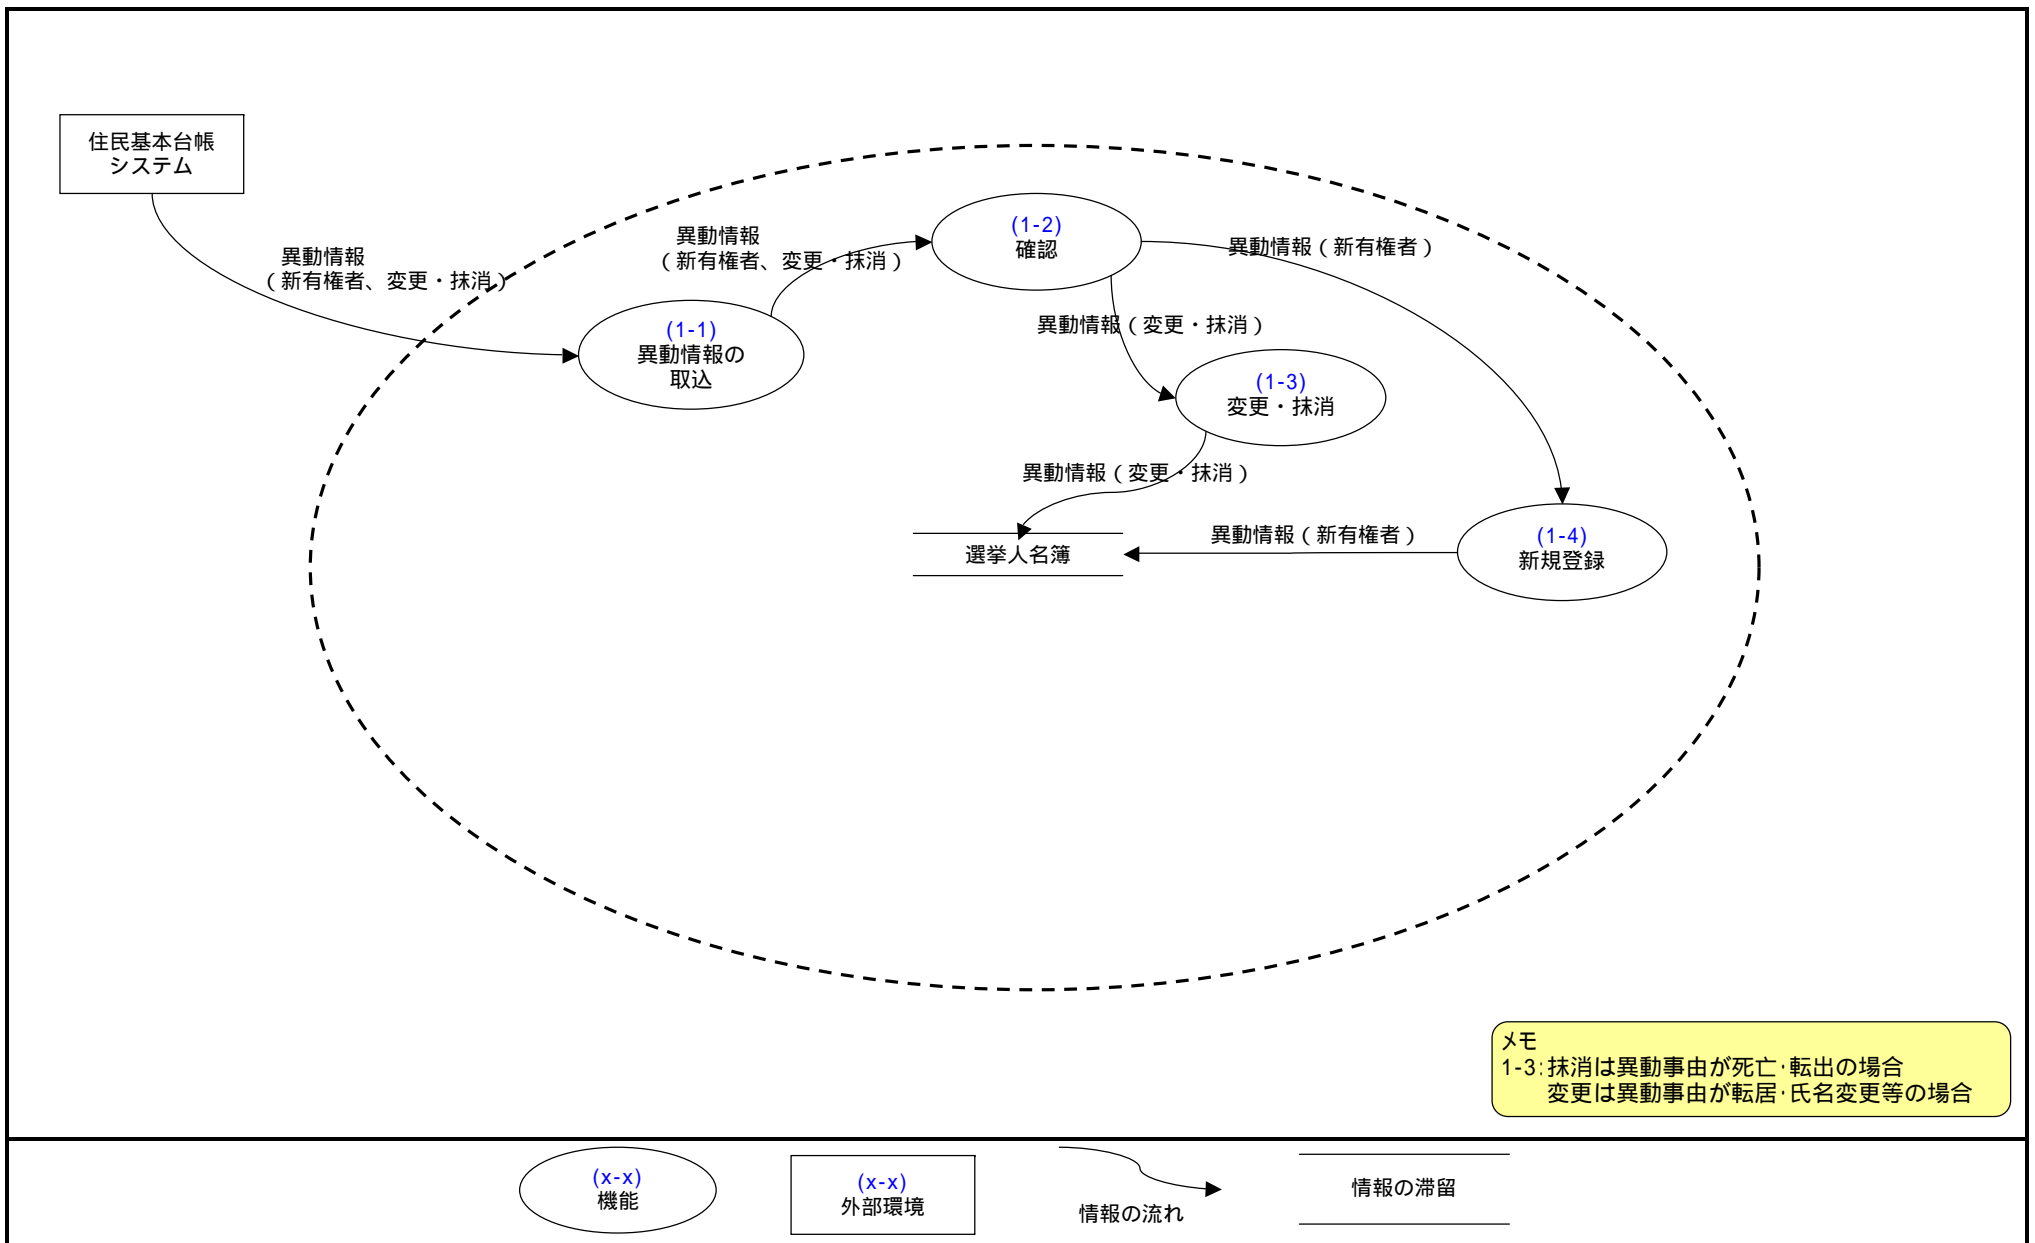 住民基本台帳
システム
異動情報
（新有権者、変更・抹消）
異動情報
（新有権者、変更・抹消）
(1-2)
確認
異動情報（新有権者）
(1-1)
異動情報の
取込
異動情報（変更・抹消）
(1-3)
変更・抹消
異動情報（変更・抹消）
選挙人名簿
異動情報（新有権者）
(1-4)
新規登録
メモ
1-3:抹消は異動事由が死亡･転出の場合
変更は異動事由が転居･氏名変更等の場合
(x-x)
機能
(x-x)
外部環境
情報の流れ
情報の滞留